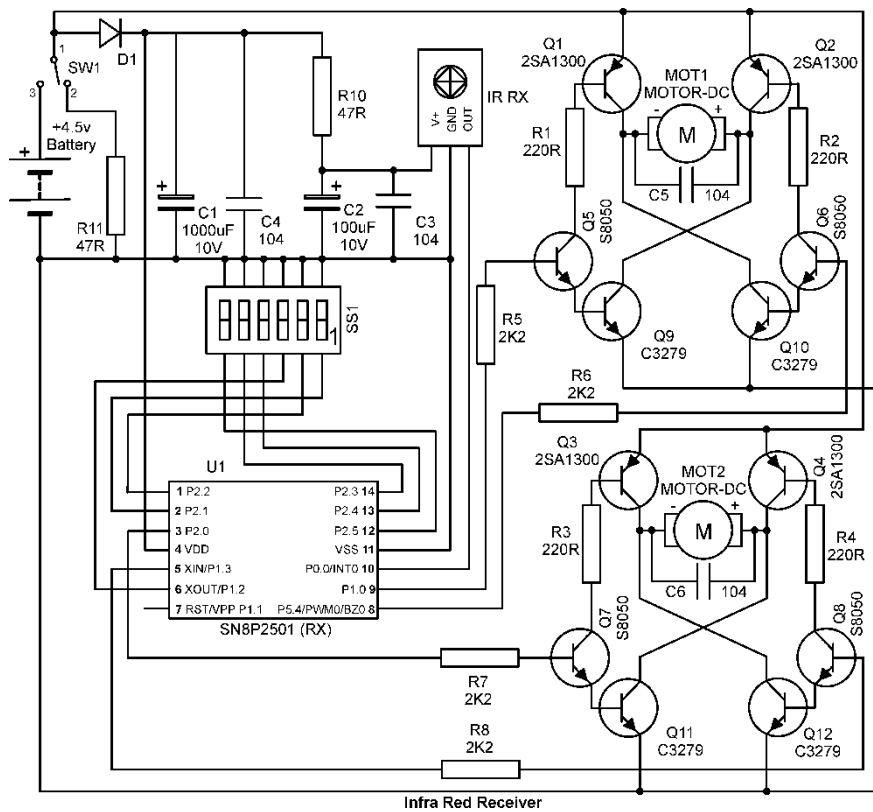 1
D1
SW1
3
2
+4.5v
Battery
+
R11
47R
+
C1
1000uF
10V
C4
104
R10
47R
+
C2
100uF
10V
C3
104
IR RX
V+
GND
OUT
SS1
1
U1
1 P2.2
2 P2.1
3 P2.0
4 VDD
5 XIN/P1.3
6 XOUT/P1.2
7 RST/VPP P1.1
P2.3 14
P2.4 13
P2.5 12
VSS 11
P0.0/INT0 10
P1.0 9
P5.4/PWM0/BZ0 8
SN8P2501 (RX)
Q1
2SA1300
Q2
2SA1300
MOT1
MOTOR-DC
-
M
+
R1
220R
R2
220R
C5
104
Q5
S8050
Q6
S8050
R5
2K2
Q9
C3279
Q10
C3279
R6
2K2
Q3
2SA1300
Q4
2SA1300
MOT2
MOTOR-DC
-
M
+
R3
220R
R4
220R
C6
104
Q7
S8050
Q8
S8050
R7
2K2
R8
2K2
Q11
C3279
Q12
C3279
Infra Red Receiver